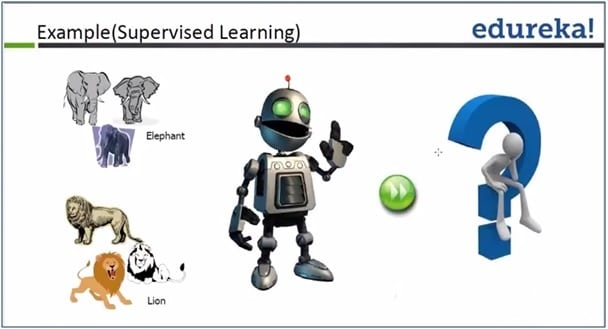 Example(Supervised Learning)
edureka!
Elephant
Lion